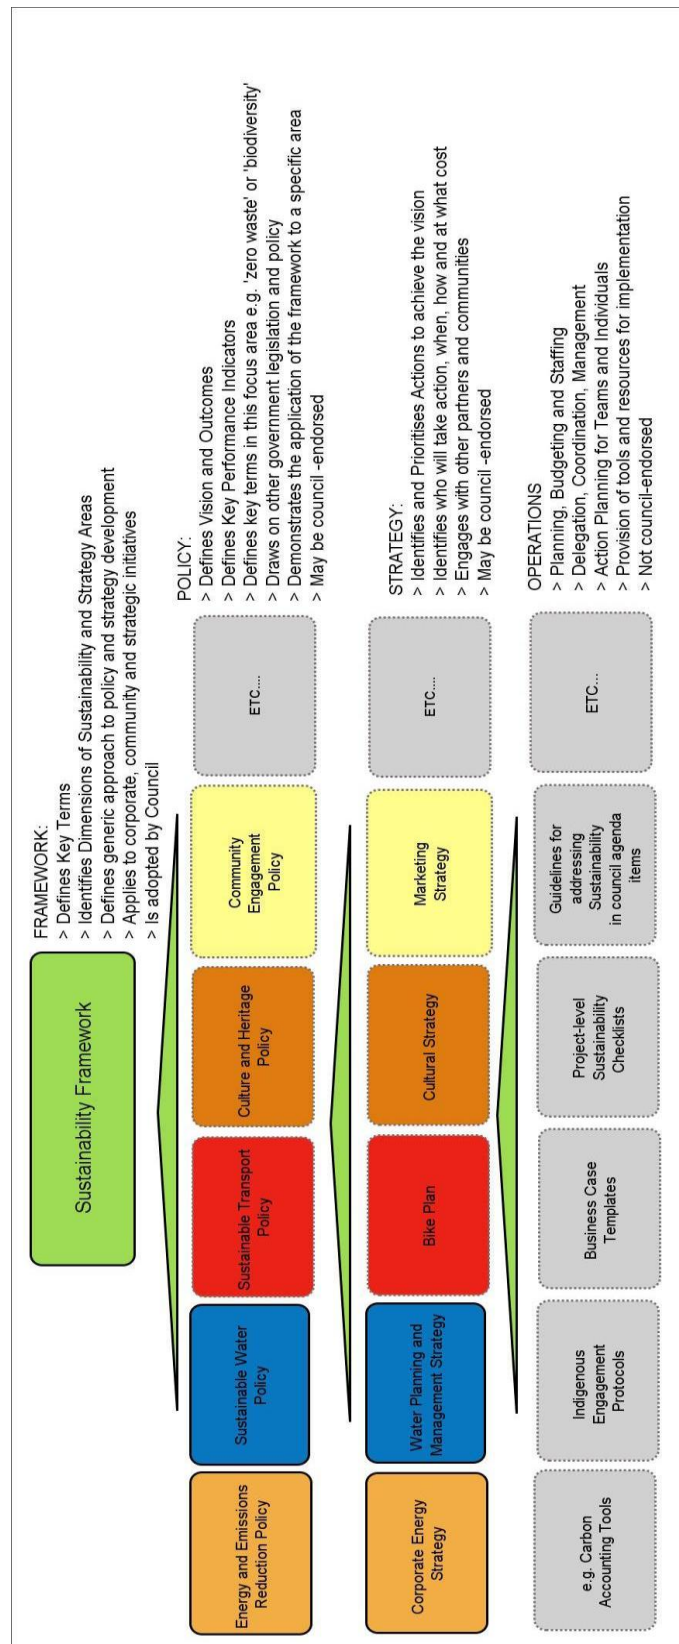 Sustainability Framework
FRAMEWORK:
> Defines Key Terms
> Identifies Dimensions of Sustainability and Strategy Areas
> Defines generic approach to policy and strategy development
> Applies to corporate, community and strategic initiatives
> Is adopted by Council
Energy and Emissions
Reduction Policy
Sustainable Water
Policy
Sustainable Transport
Policy
Culture and Heritage
Policy
Community
Engagement
Policy
ETC....
POLICY:
> Defines Vision and Outcomes
> Defines Key Performance Indicators
> Defines key terms in this focus area e.g. 'zero waste' or 'biodiversity'
> Draws on other government legislation and policy
> Demonstrates the application of the framework to a specific area
> May be council -endorsed
Corporate Energy
Strategy
Water Planning and
Management Strategy
Bike Plan
Cultural Strategy
Marketing
Strategy
ETC....
STRATEGY:
> Identifies and Prioritises Actions to achieve the vision
> Identifies who will take action, when, how and at what cost
> Engages with other partners and communities
> May be council -endorsed
e.g. Carbon
Accounting Tools
Indigenous
Engagement
Protocols
Business Case
Templates
Project-level
Sustainability
Checklists
Guidelines for
addressing
Sustainability
in council agenda
items
ETC...
OPERATIONS
> Planning, Budgeting and Staffing
> Delegation, Coordination, Management
> Action Planning for Teams and Individuals
> Provision of tools and resources for implementation
> Not council-endorsed